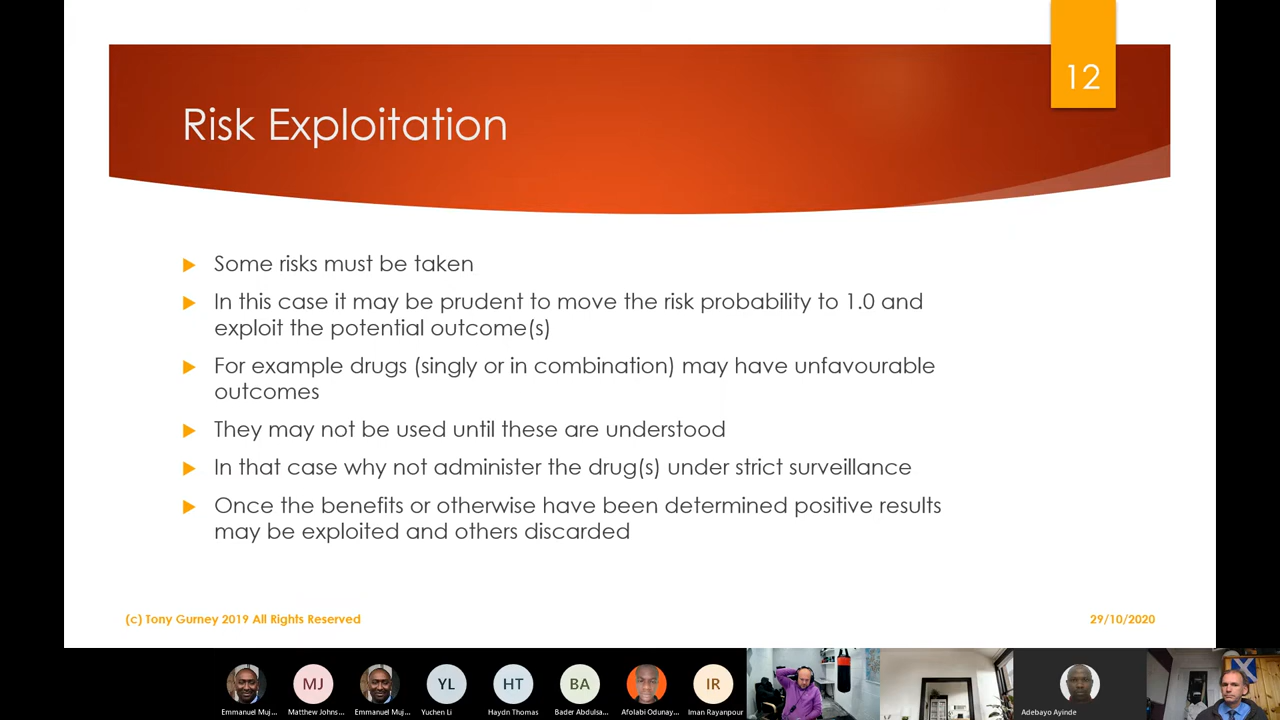 12
Risk Exploitation
Some risks must be taken
In this case it may be prudent to move the risk probability to 1.0 and
exploit the potential outcome(s)
For example drugs (singly or in combination) may have unfavourable
outcomes
They may not be used until these are understood
In that case why not administer the drug(s) under strict surveillance
Once the benefits or otherwise have been determined positive results
may be exploited and others discarded
(c) Tony Gurney 2019 All Rights Reserved
29/10/2020
MJ
YL
HT
BA
IR
Emmanuel Muj...
Matthew Johns...
Emmanuel Muj...
Yuchen Li
Haydn Thomas
Bader Abdulsa...
Afolabi Odunay...
Iman Rayanpour
Adebayo Ayinde